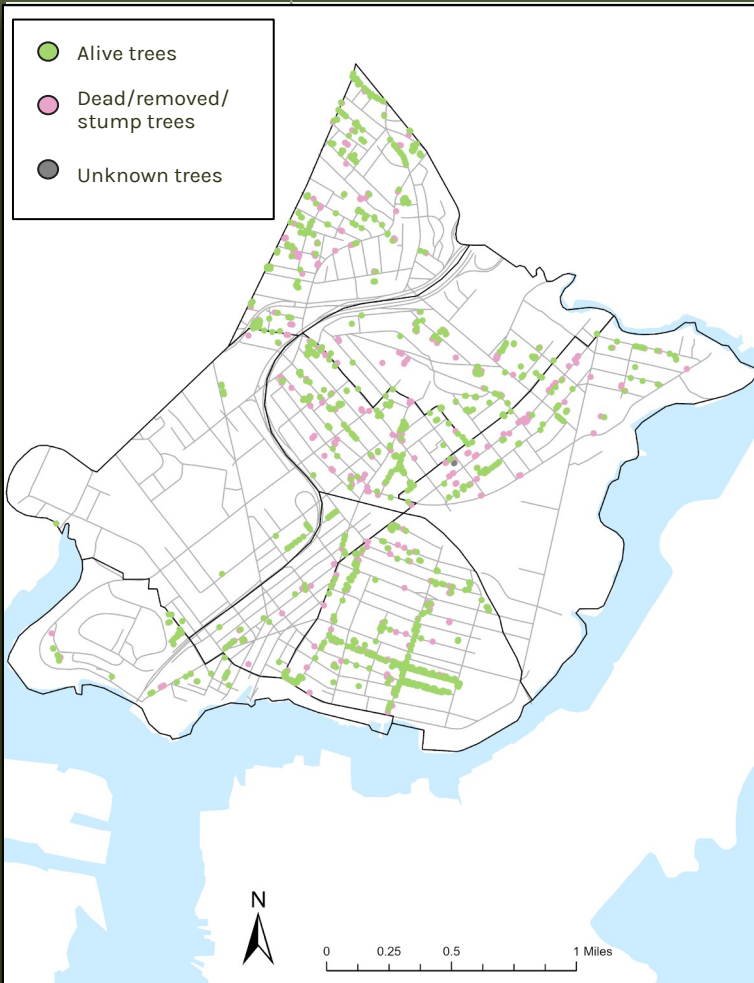 Alive trees
Dead/removed/
stump trees
Unknown trees
N
0 0.25 0.5 1 Miles